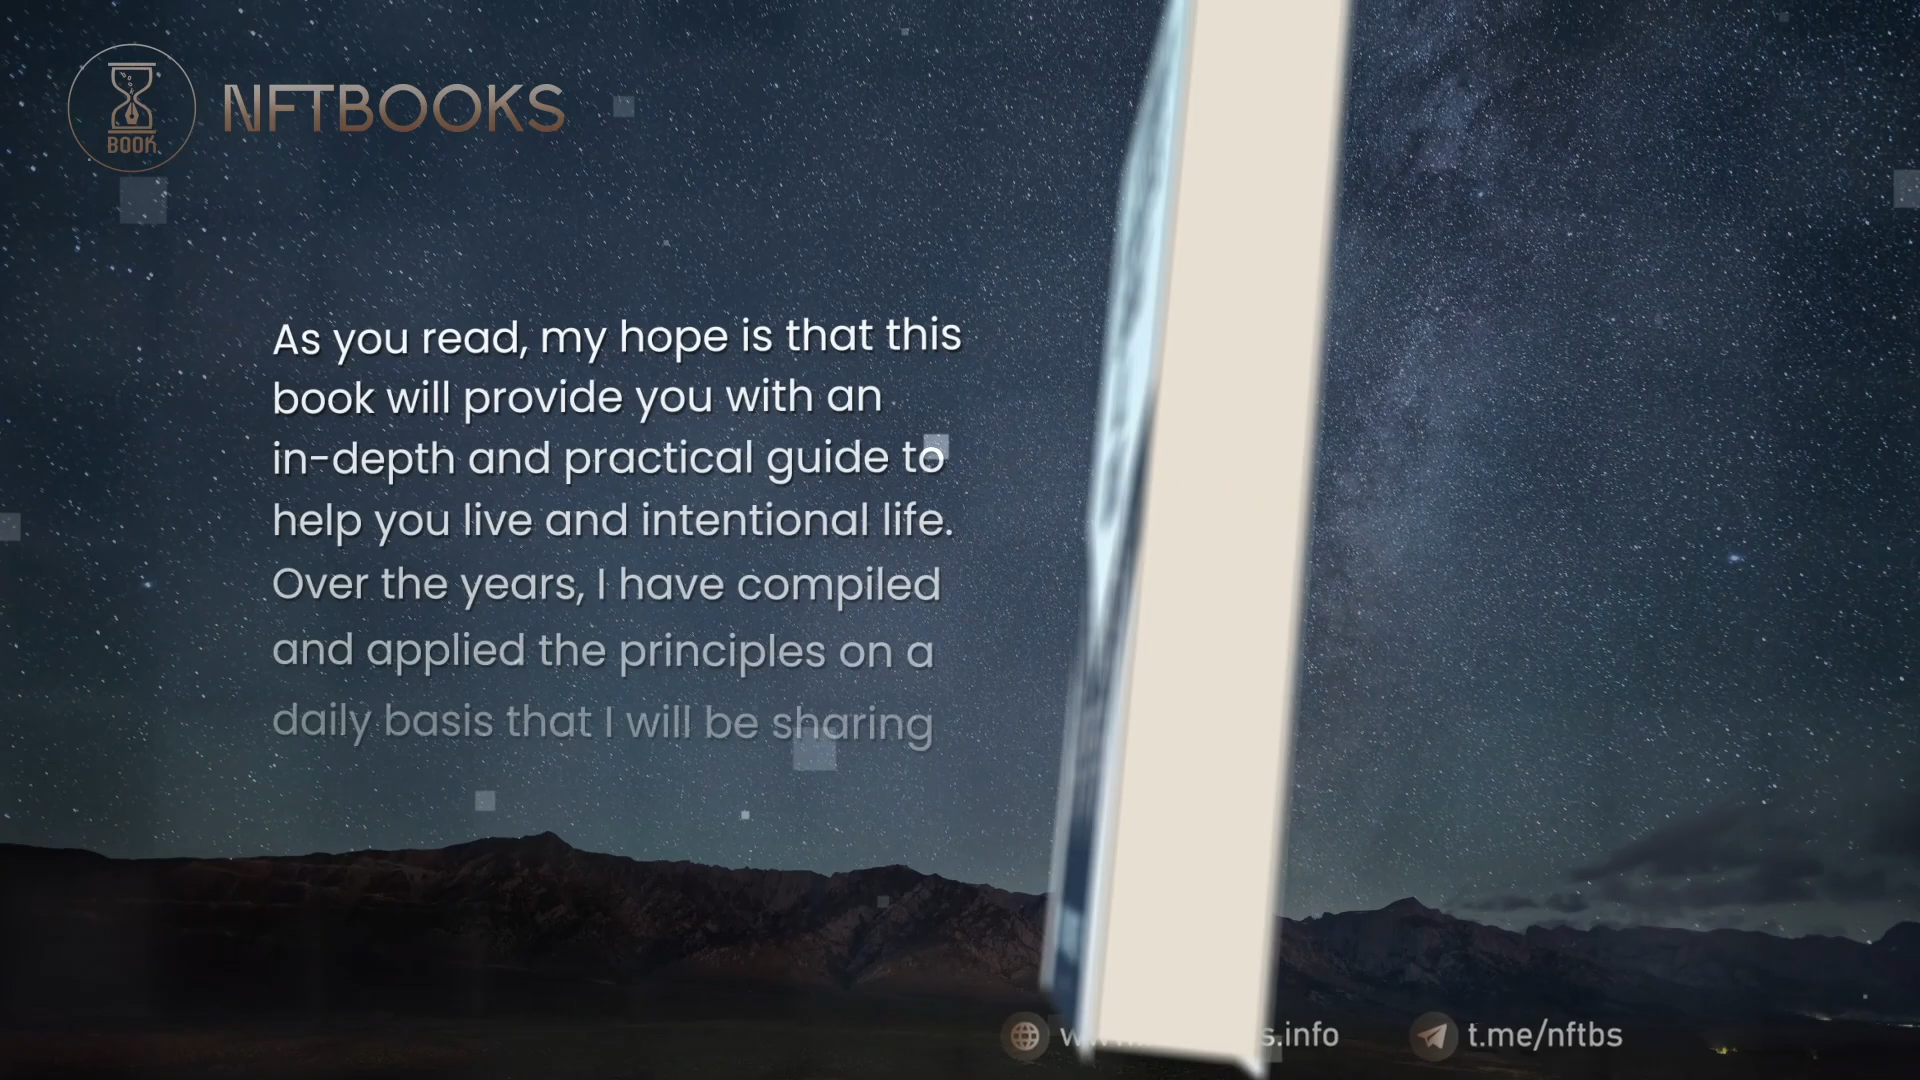 BOOK
NFTBOOKS
As you read, my hope is that this
book will provide you with an
in-depth and practical guide to
help you live and intentional life.
Over the years, I have compiled
and applied the principles on a
daily basis that I will be sharing
s.info
t.me/nftbs